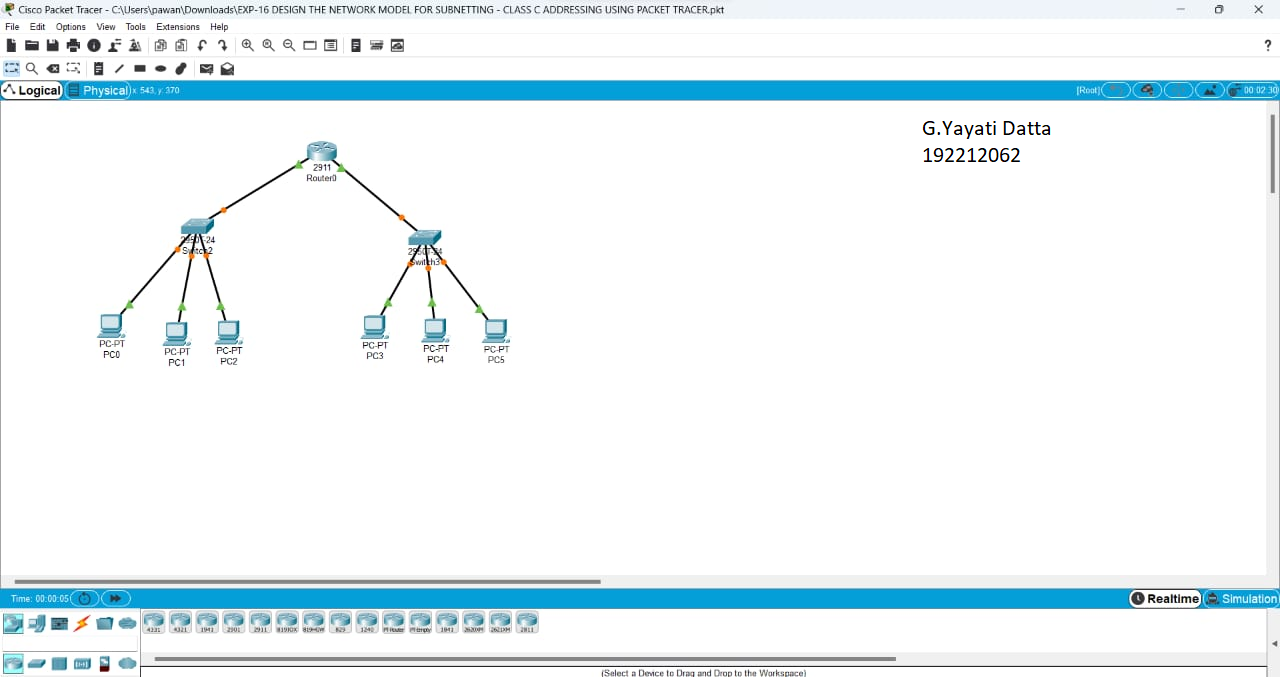 Cisco Packet Tracer - C:\Users\pawan\Downloads\EXP-16 DESIGN THE NETWORK MODEL FOR SUBNETTING - CLASS C ADDRESSING USING PACKET TRACER.pkt
File Edit Options View Tools Extensions Help
?
Logical Physical x: 543, y: 370 [Root] 00:02:30
G.Yayati Datta
192212062
2911
Router0
2950T-24
Switch2
2950T-24
Switch3
PC-PT
PC0
PC-PT
PC1
PC-PT
PC2
PC-PT
PC3
PC-PT
PC4
PC-PT
PC5
Time: 00:00:05 Realtime Simulation
4331 4321 1941 2901 2911 819IOX 819HGW 829 1240 PT-Router PT-Empty 1841 2620XM 2621XM 2811
(Select a Device to Drag and Drop to the Workspace)